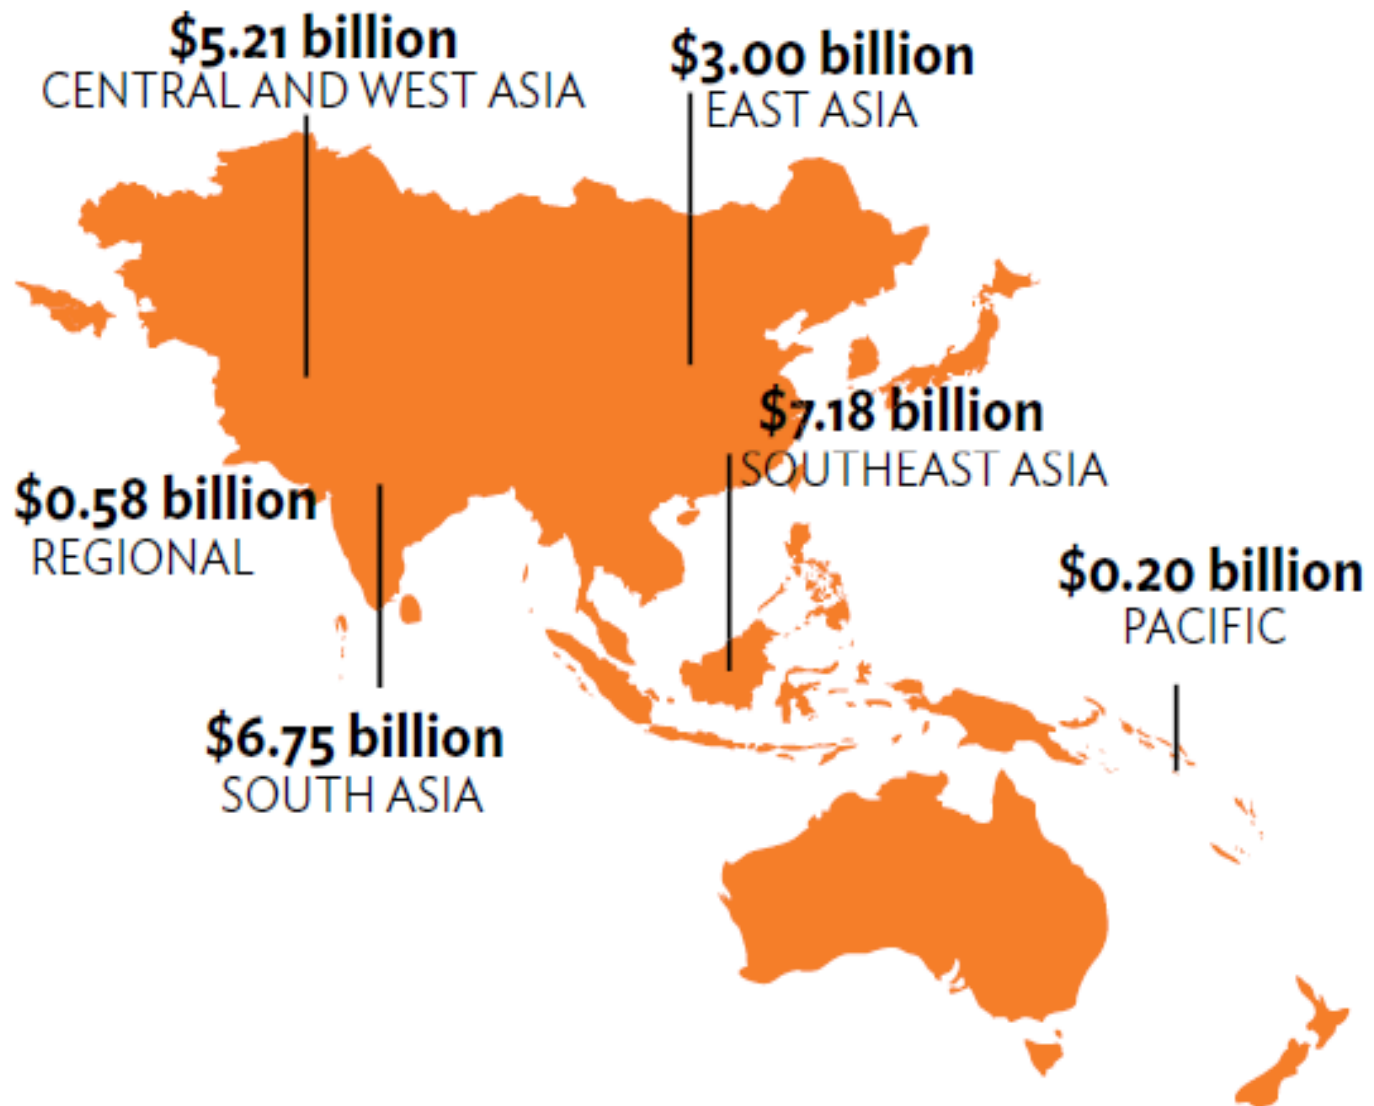 $5.21 billion
CENTRAL AND WEST ASIA
$3.00 billion
EAST ASIA
$7.18 billion
SOUTHEAST ASIA
$0.58 billion
REGIONAL
$0.20 billion
PACIFIC
$6.75 billion
SOUTH ASIA